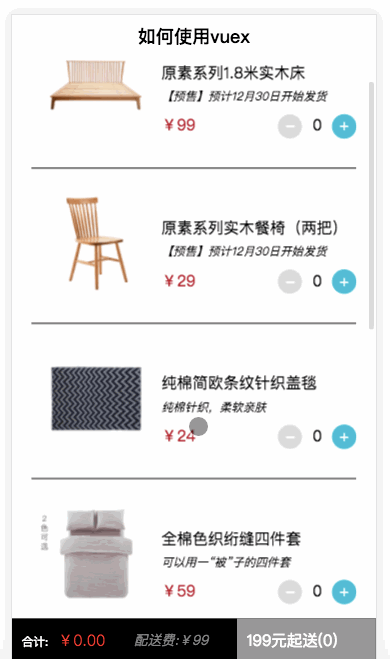 如何使用vuex
原素系列1.8米实木床
【预售】预计12月30日开始发货
￥99
0
原素系列实木餐椅（两把）
【预售】预计12月30日开始发货
￥29
0
纯棉简欧条纹针织盖毯
纯棉针织，柔软亲肤
￥24
0
2色可选
全棉色织绗缝四件套
可以用一“被”子的四件套
￥59
0
合计: ￥0.00 配送费:￥99 199元起送(0)